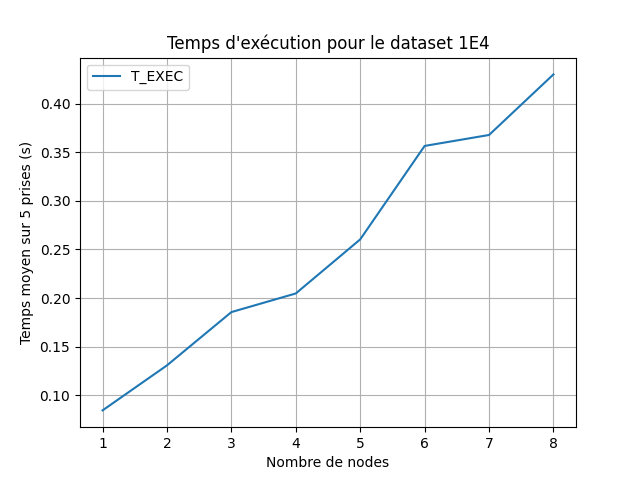 Temps d'exécution pour le dataset 1E4
T_EXEC
Temps moyen sur 5 prises (s)
0.40
0.35
0.30
0.25
0.20
0.15
0.10
1 2 3 4 5 6 7 8
Nombre de nodes